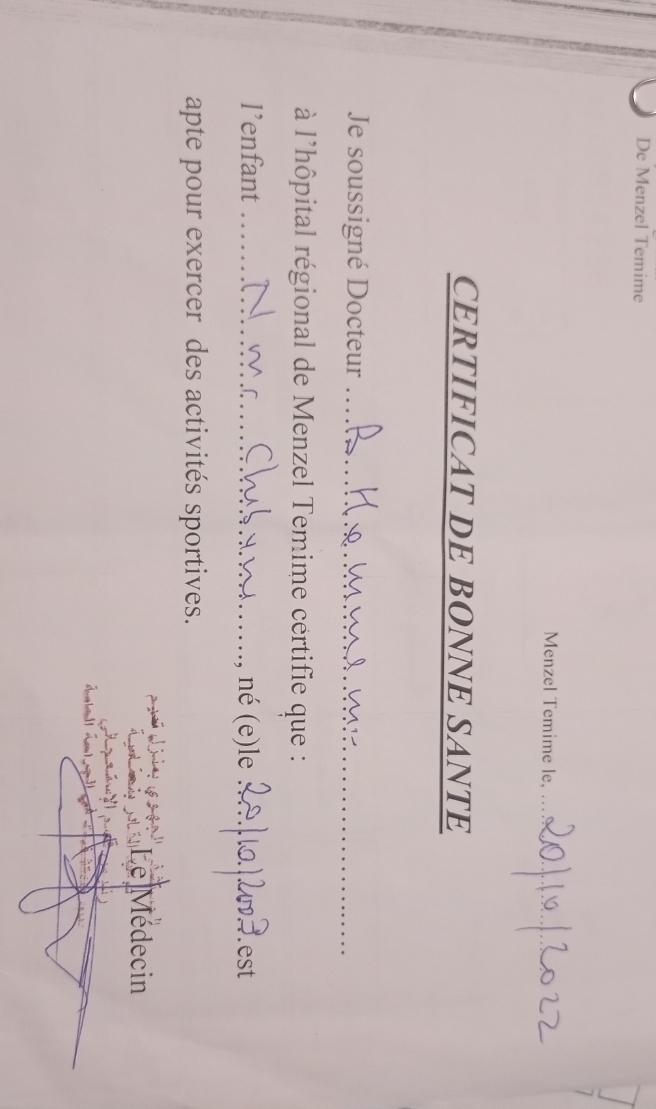 De Menzel Temime
Menzel Temime le, ....20/10/2022
CERTIFICAT DE BONNE SANTE
Je soussigné Docteur
à l'hôpital régional de Menzel Temime certifie que :
l'enfant ........, né (e)le 20/10/2003.est
apte pour exercer des activités sportives.
Le Médecin